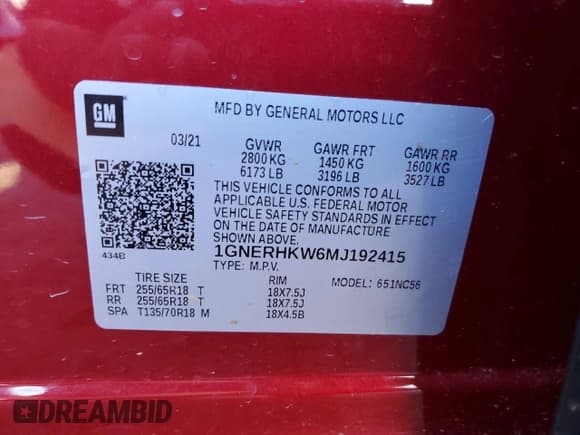 GM
MFD BY GENERAL MOTORS LLC
03/21
GVWR GAWR FRT GAWR RR
2800 KG 1450 KG 1600 KG
6173 LB 3196 LB 3527 LB
THIS VEHICLE CONFORMS TO ALL
APPLICABLE U.S. FEDERAL MOTOR
VEHICLE SAFETY STANDARDS IN EFFECT
ON THE DATE OF MANUFACTURE
SHOWN ABOVE.
434B
1GNERHKW6MJ192415
TYPE: M.P.V.
TIRE SIZE RIM MODEL: 651NC56
FRT 255/65R18 T 18X7.5J
RR 255/65R18 T 18X7.5J
SPA T135/70R18 M 18X4.5B
DREAMBID